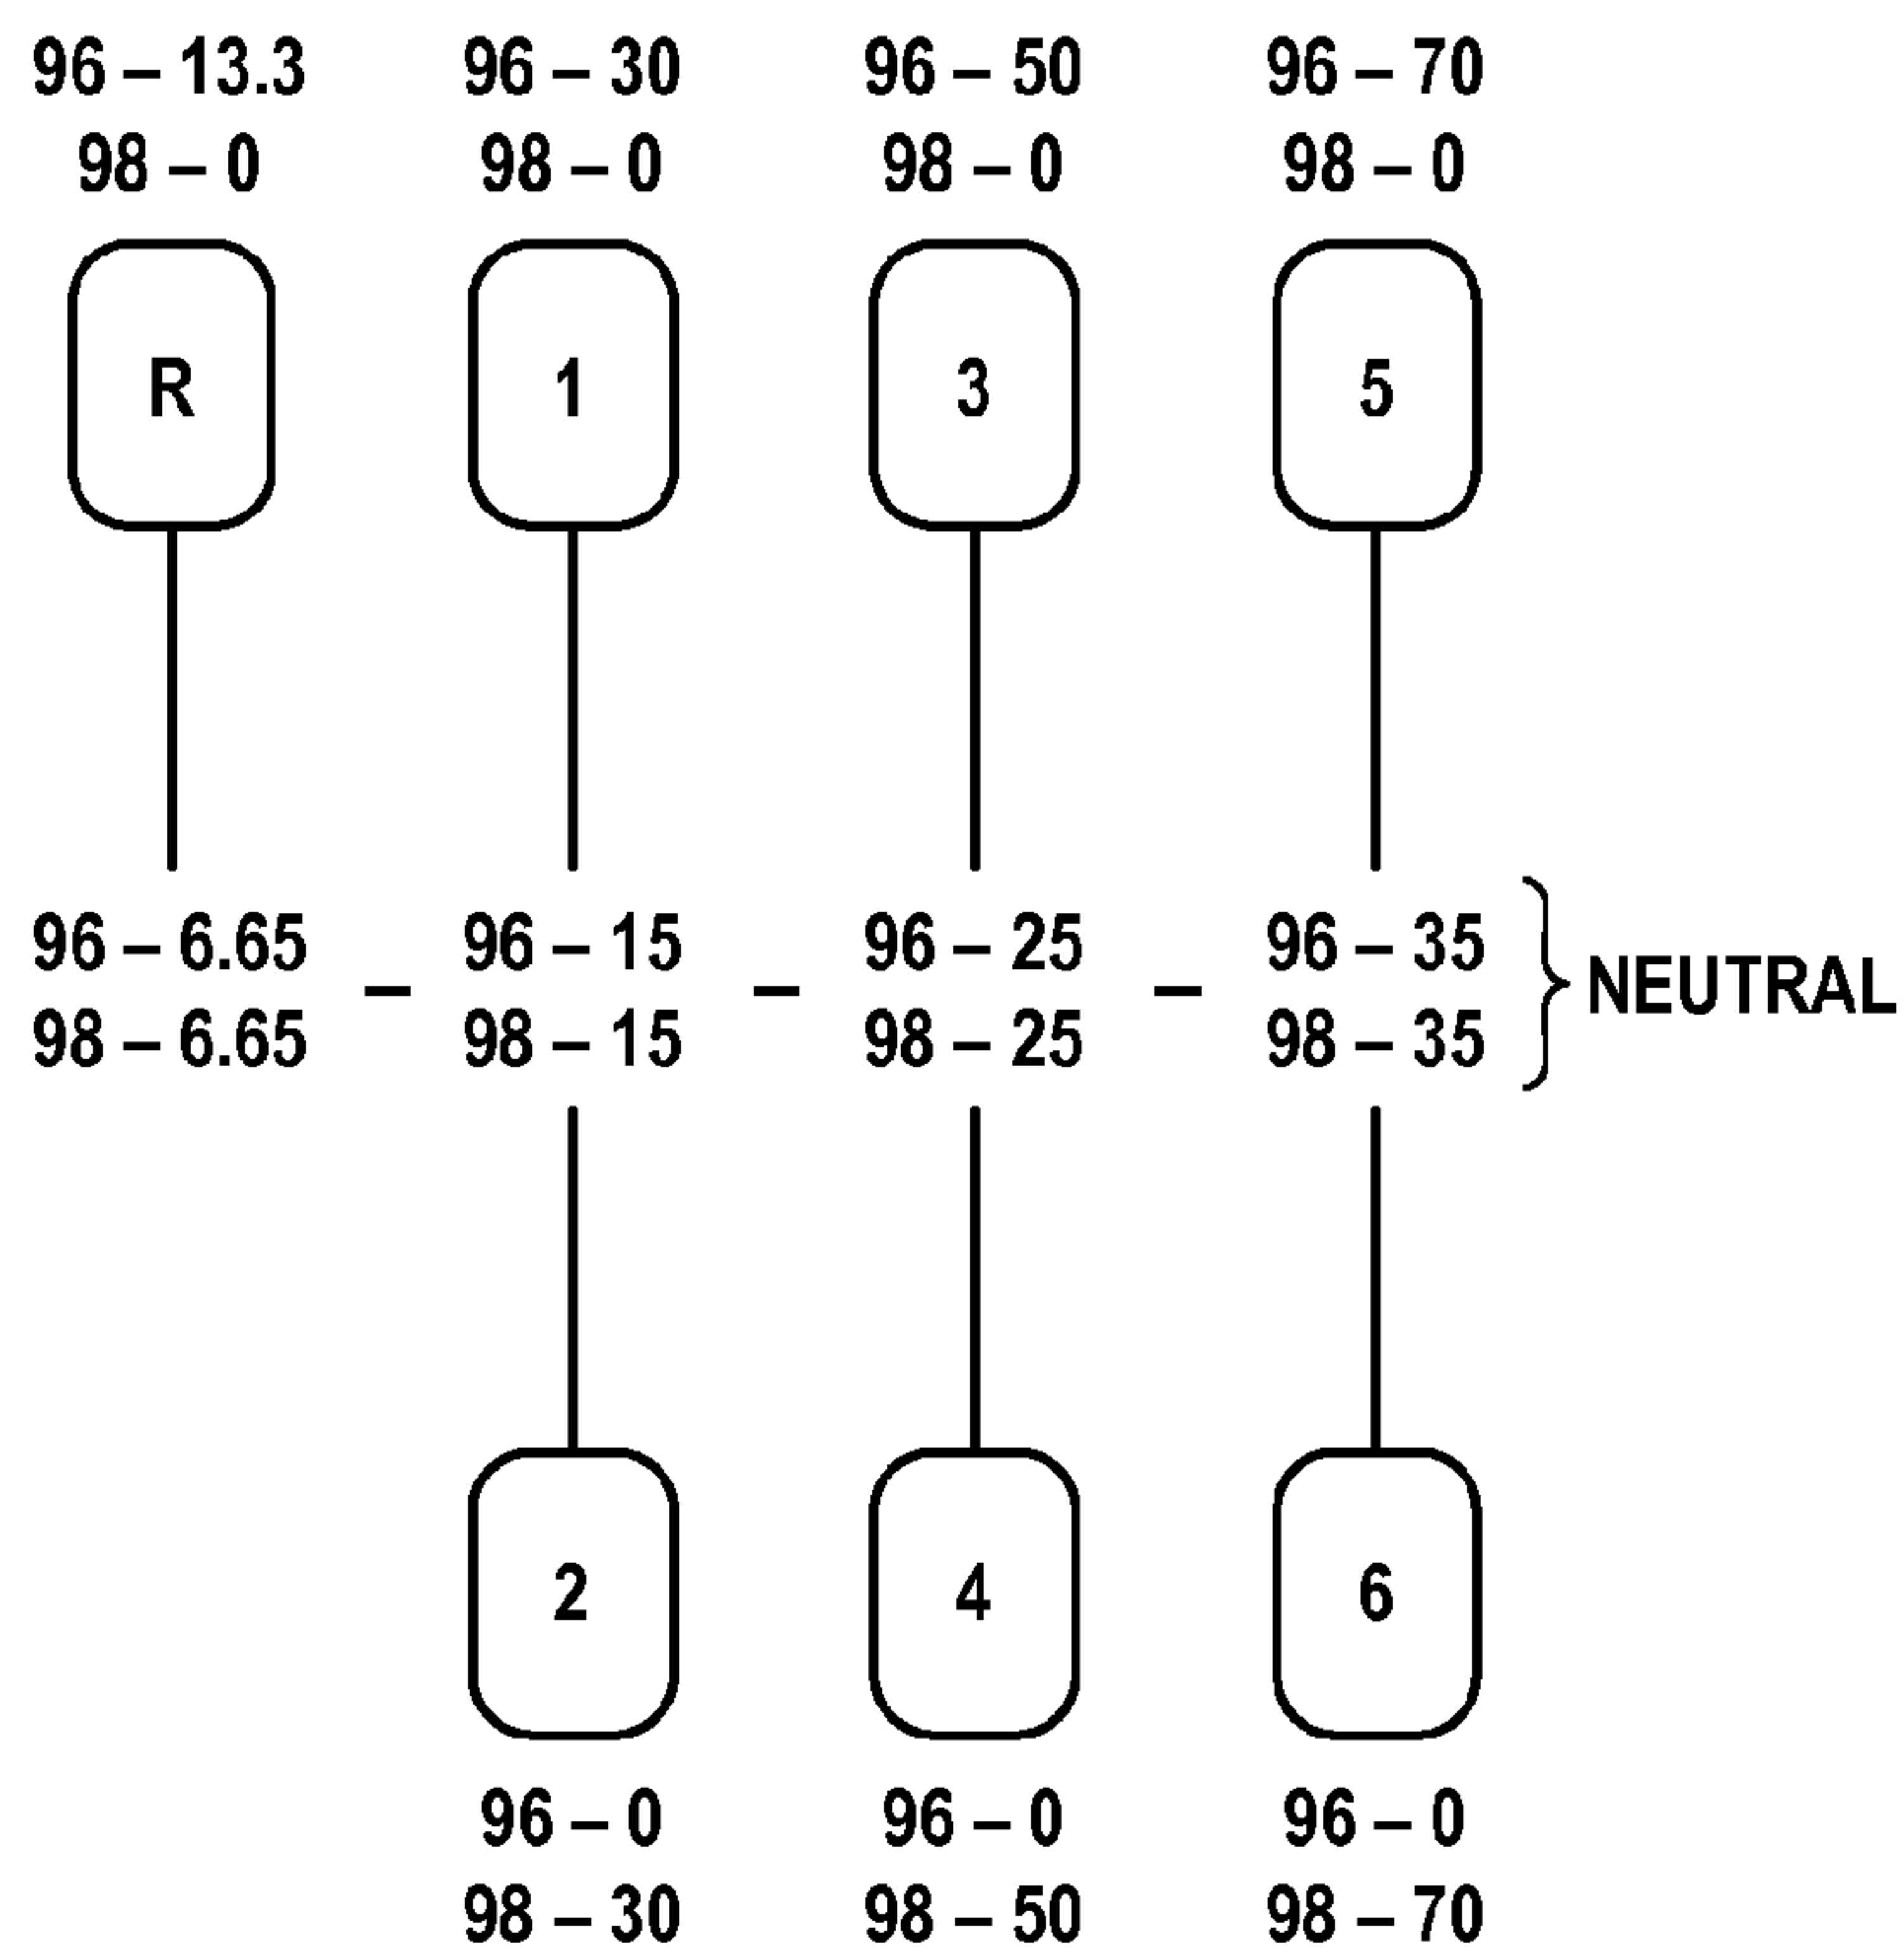 96 – 13.3 96 – 30 96 – 50 96 – 70
98 – 0 98 – 0 98 – 0 98 – 0
R 1 3 5
96 – 6.65 96 – 15 96 – 25 96 – 35
– – – NEUTRAL
98 – 6.65 98 – 15 98 – 25 98 – 35
2 4 6
96 – 0 96 – 0 96 – 0
98 – 30 98 – 50 98 – 70